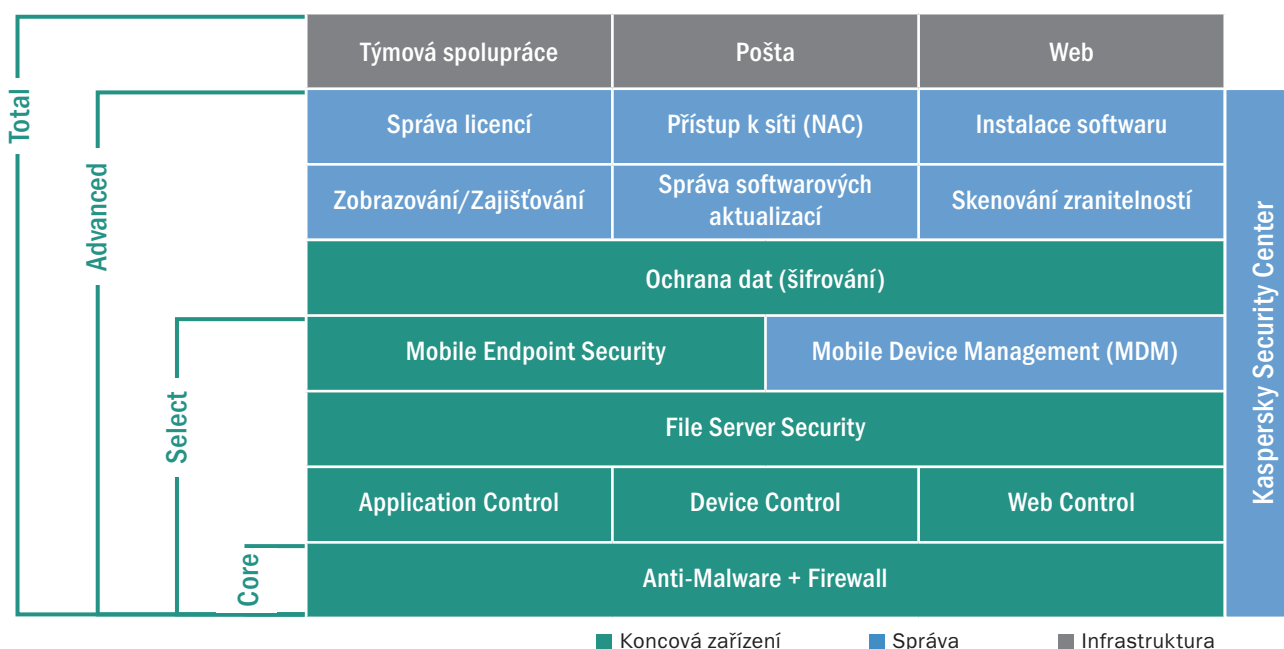 Týmová spolupráce
Pošta
Web
Total
Advanced
Správa licencí
Přístup k síti (NAC)
Instalace softwaru
Zobrazování/Zajišťování
Správa softwarových
aktualizací
Skenování zranitelností
Kaspersky Security Center
Ochrana dat (šifrování)
Select
Mobile Endpoint Security
Mobile Device Management (MDM)
File Server Security
Application Control
Device Control
Web Control
Core
Anti-Malware + Firewall
Koncová zařízení
Správa
Infrastruktura